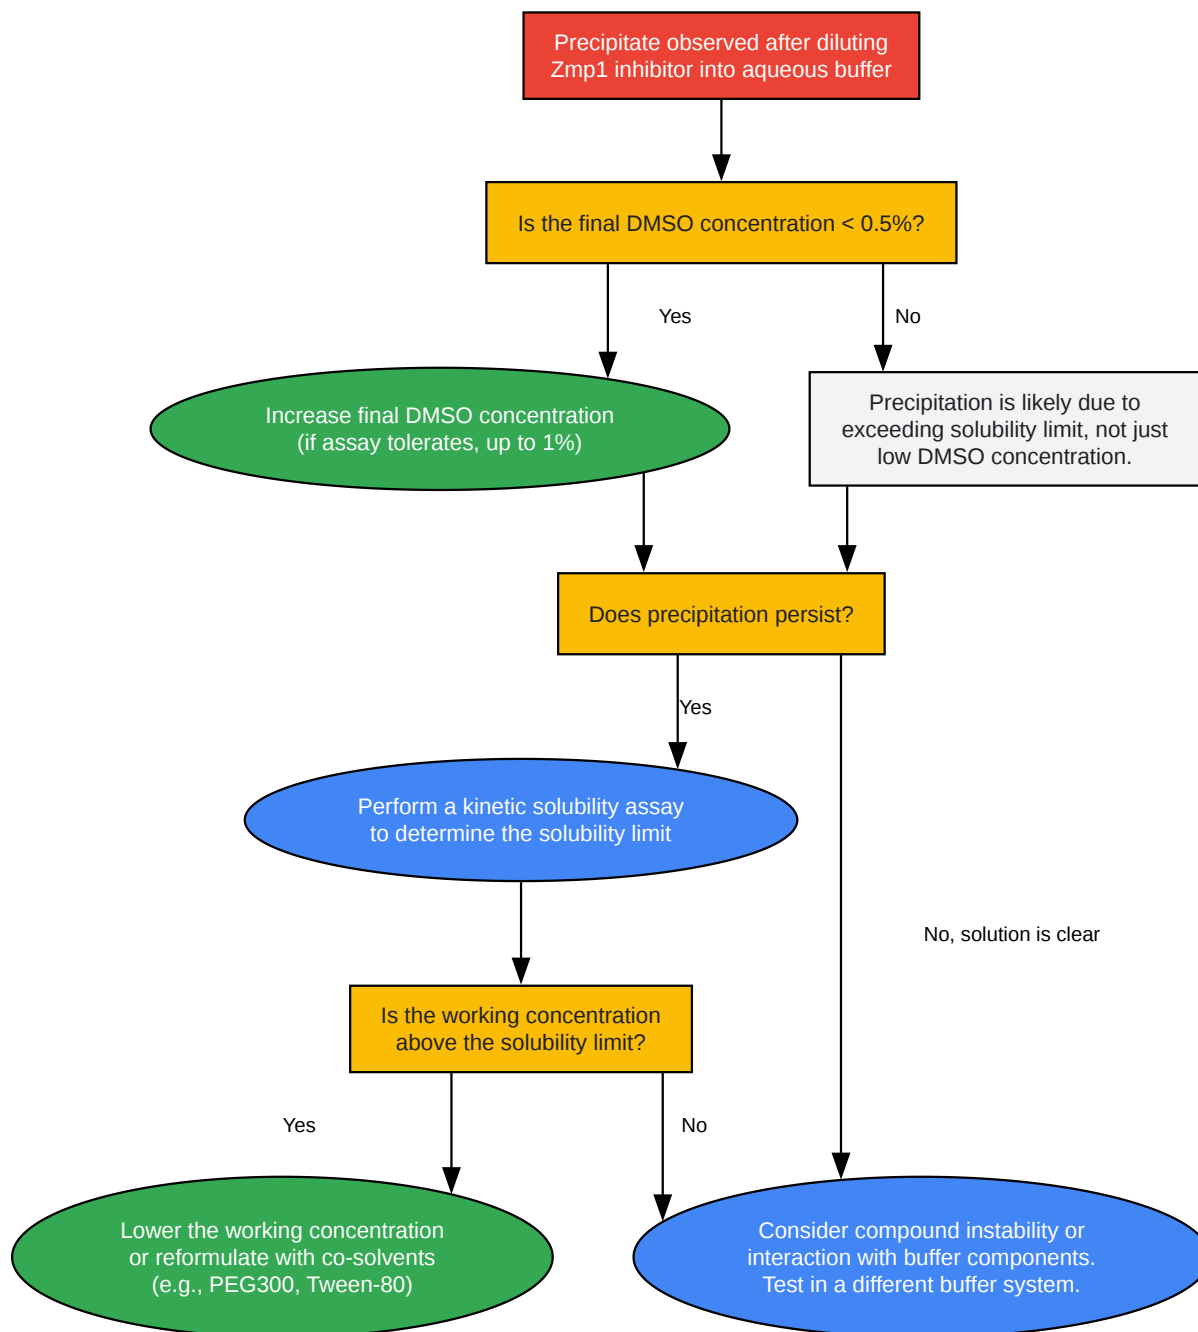 Precipitate observed after diluting
Zmp1 inhibitor into aqueous buffer
Is the final DMSO concentration < 0.5%?
Yes
No
Increase final DMSO concentration
(if assay tolerates, up to 1%)
Precipitation is likely due to
exceeding solubility limit, not just
low DMSO concentration.
Does precipitation persist?
Yes
Perform a kinetic solubility assay
to determine the solubility limit
No, solution is clear
Is the working concentration
above the solubility limit?
Yes
No
Lower the working concentration
or reformulate with co-solvents
(e.g., PEG300, Tween-80)
Consider compound instability or
interaction with buffer components.
Test in a different buffer system.